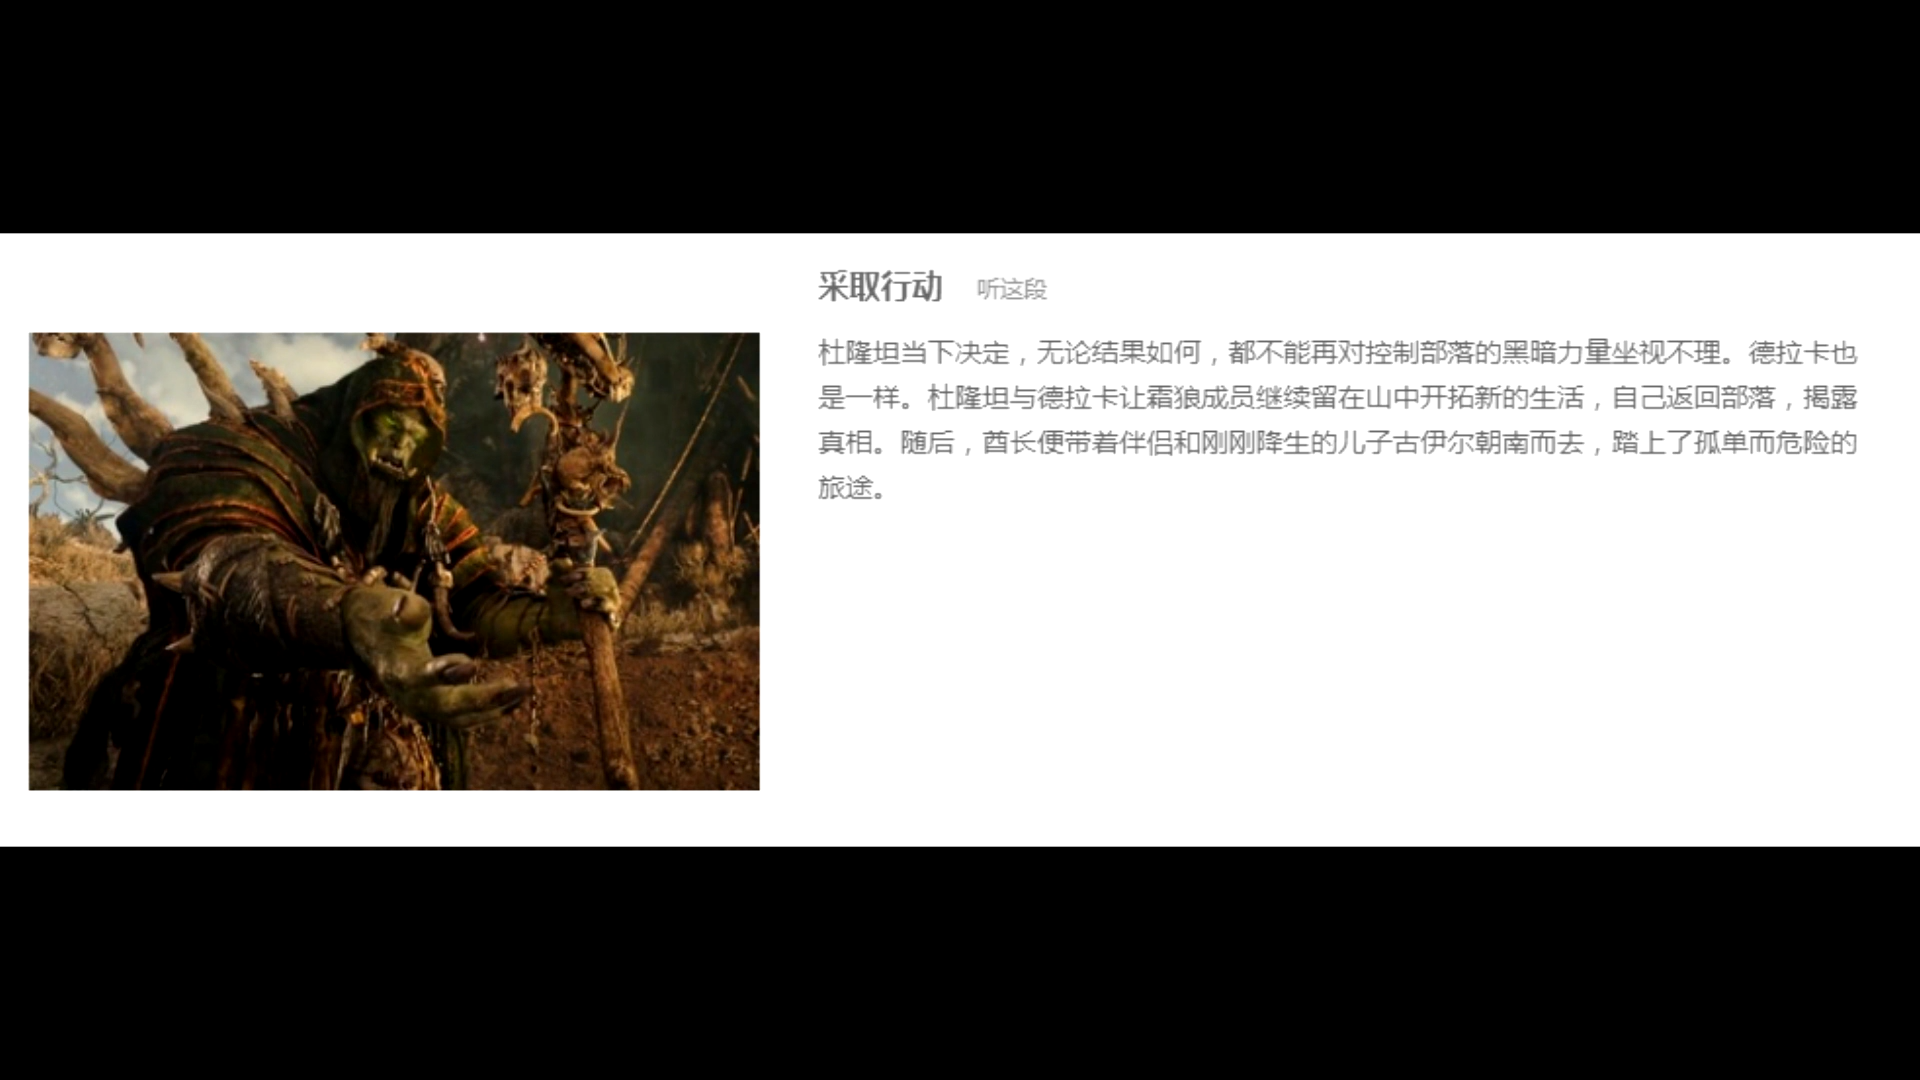 采取行动 听这段
杜隆坦当下决定，无论结果如何，都不能再对控制部落的黑暗力量坐视不理。德拉卡也
是一样。杜隆坦与德拉卡让霜狼成员继续留在山中开拓新的生活，自己返回部落，揭露
真相。随后，酋长便带着伴侣和刚刚降生的儿子古伊尔朝南而去，踏上了孤单而危险的
旅途。